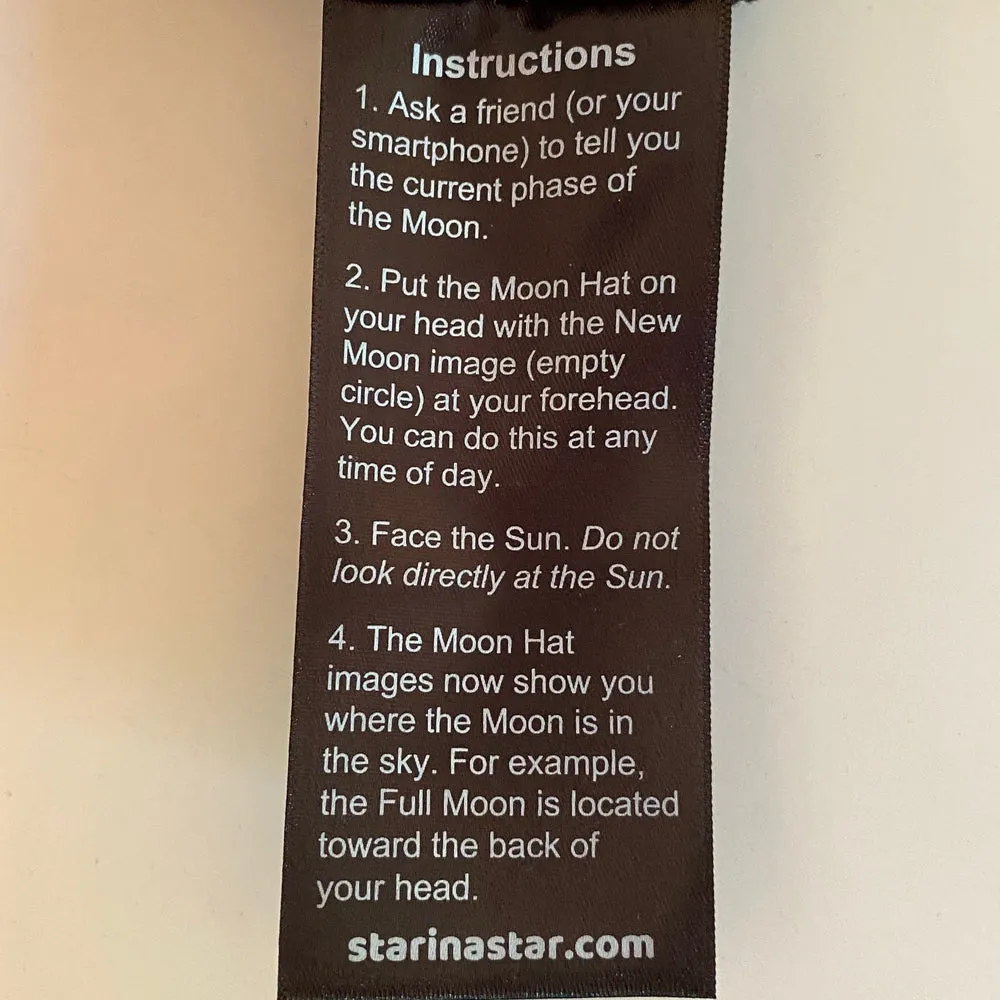 Instructions
1. Ask a friend (or your
smartphone) to tell you
the current phase of
the Moon.
2. Put the Moon Hat on
your head with the New
Moon image (empty
circle) at your forehead.
You can do this at any
time of day.
3. Face the Sun. Do not
look directly at the Sun.
4. The Moon Hat
images now show you
where the Moon is in
the sky. For example,
the Full Moon is located
toward the back of
your head.
starinastar.com